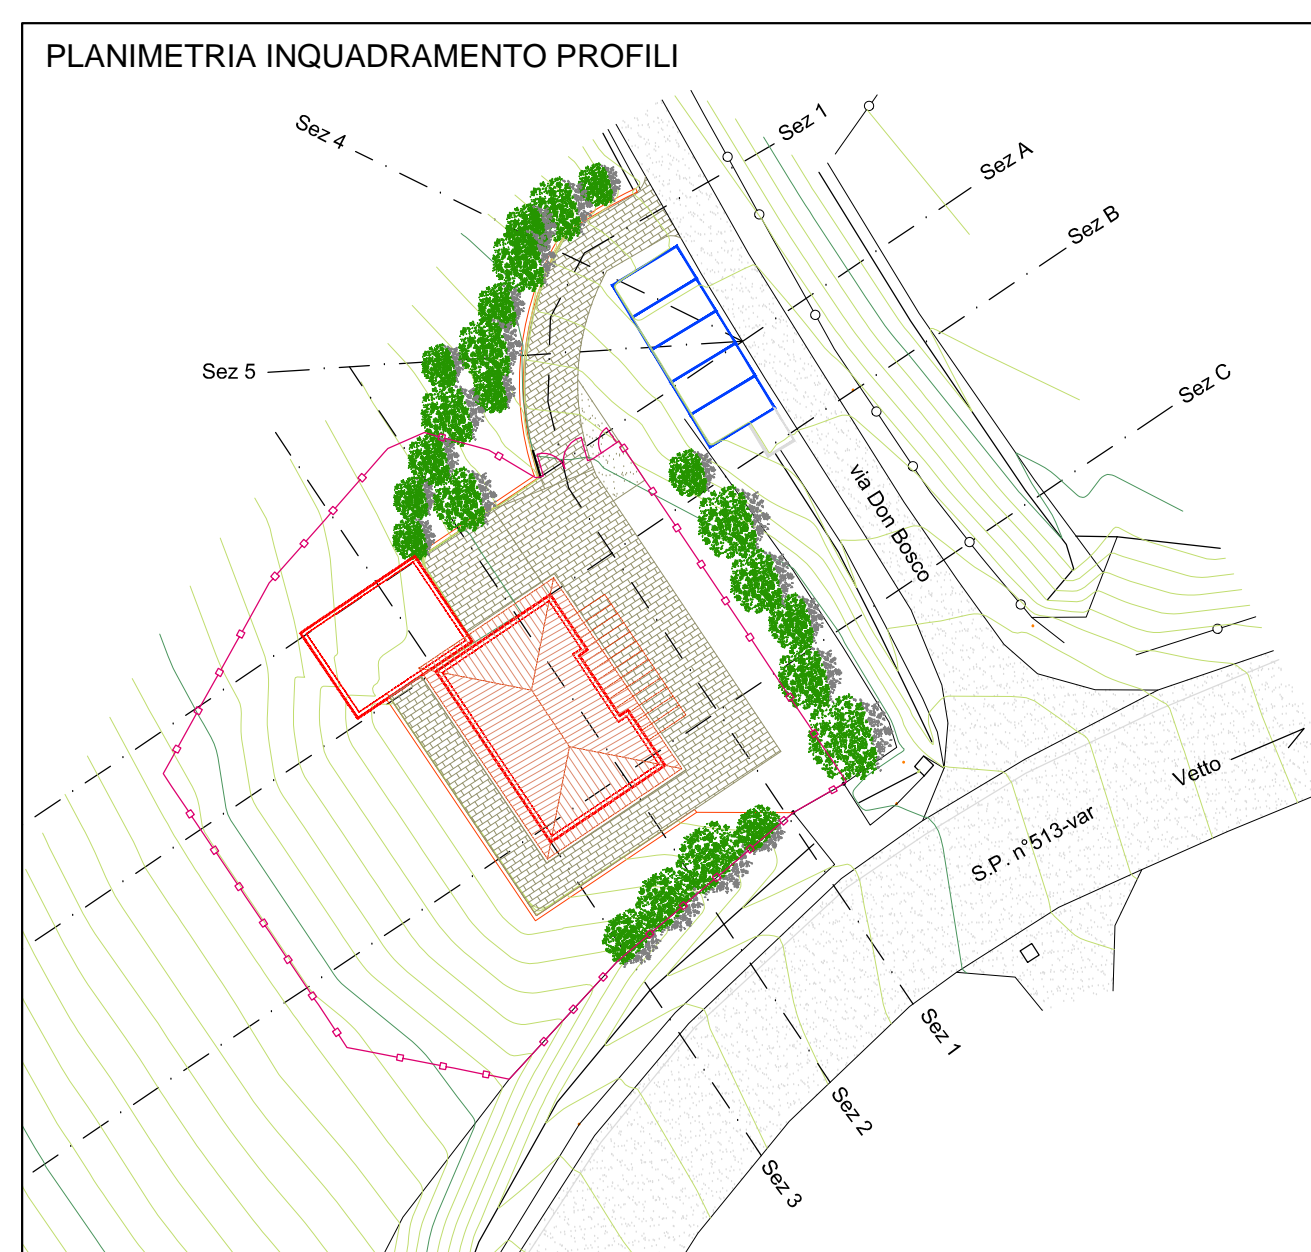 PLANIMETRIA INQUADRAMENTO PROFILI
Sez 4
Sez 1
Sez A
Sez B
Sez 5
Sez C
via Don Bosco
Vetto
S.P. n°513-var
Sez 1
Sez 2
Sez 3